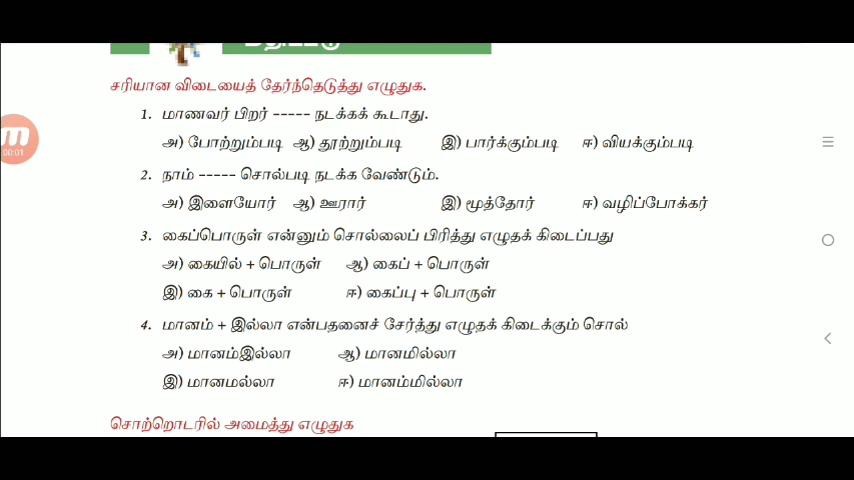 சரியான விடையைத் தேர்ந்தெடுத்து எழுதுக.
1. மாணவர் பிறர் ----- நடக்கக் கூடாது.
அ) போற்றும்படி ஆ) தூற்றும்படி இ) பார்க்கும்படி ஈ) வியக்கும்படி
2. நாம் ----- சொல்படி நடக்க வேண்டும்.
அ) இளையோர் ஆ) ஊரார் இ) மூத்தோர் ஈ) வழிப்போக்கர்
3. கைப்பொருள் என்னும் சொல்லைப் பிரித்து எழுதக் கிடைப்பது
அ) கையில் + பொருள் ஆ) கைப் + பொருள்
இ) கை + பொருள் ஈ) கைப்பு + பொருள்
4. மானம் + இல்லா என்பதனைச் சேர்த்து எழுதக் கிடைக்கும் சொல்
அ) மானம்இல்லா ஆ) மானமில்லா
இ) மானமல்லா ஈ) மானம்மில்லா
சொற்றொடரில் அமைத்து எழுதுக
00:01